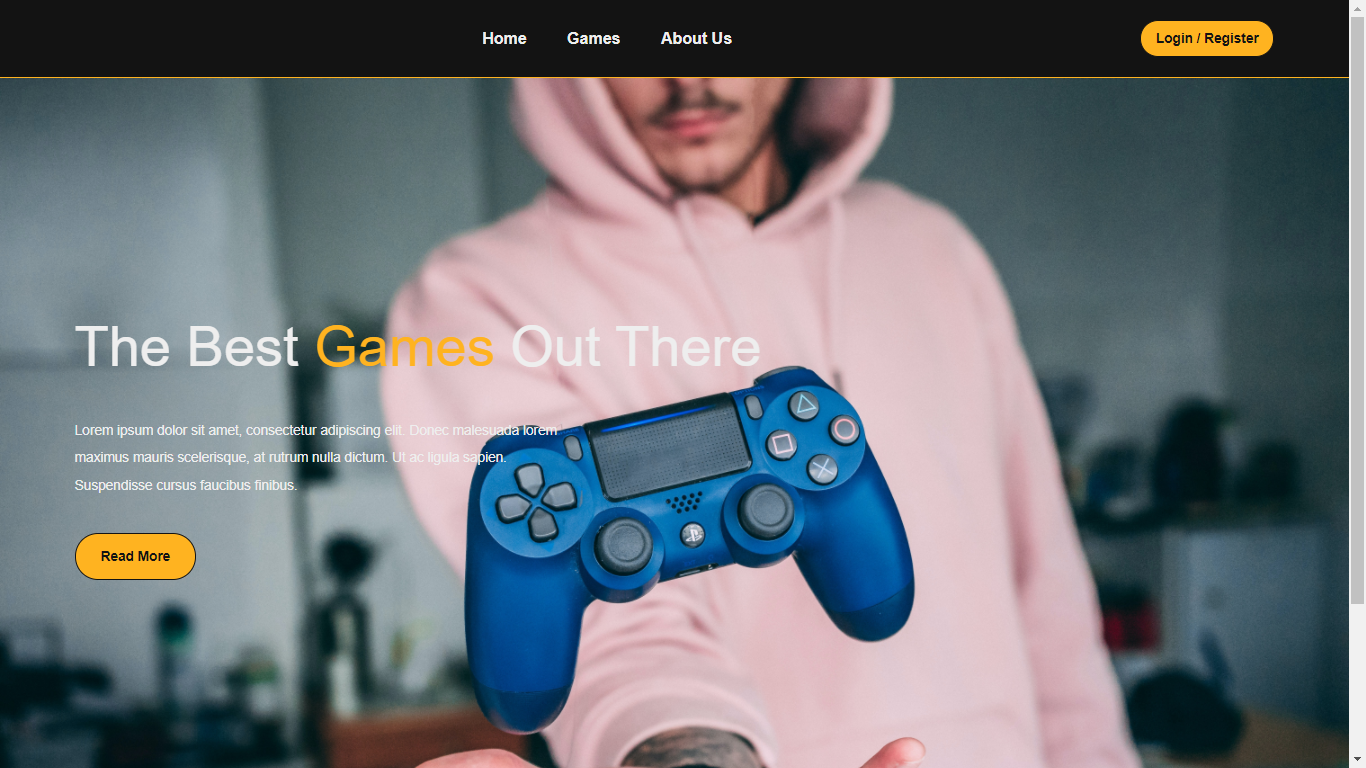 Home Games About Us Login / Register
The Best Games Out There
Lorem ipsum dolor sit amet, consectetur adipiscing elit. Donec malesuada lorem
maximus mauris scelerisque, at rutrum nulla dictum. Ut ac ligula sapien.
Suspendisse cursus faucibus finibus.
Read More